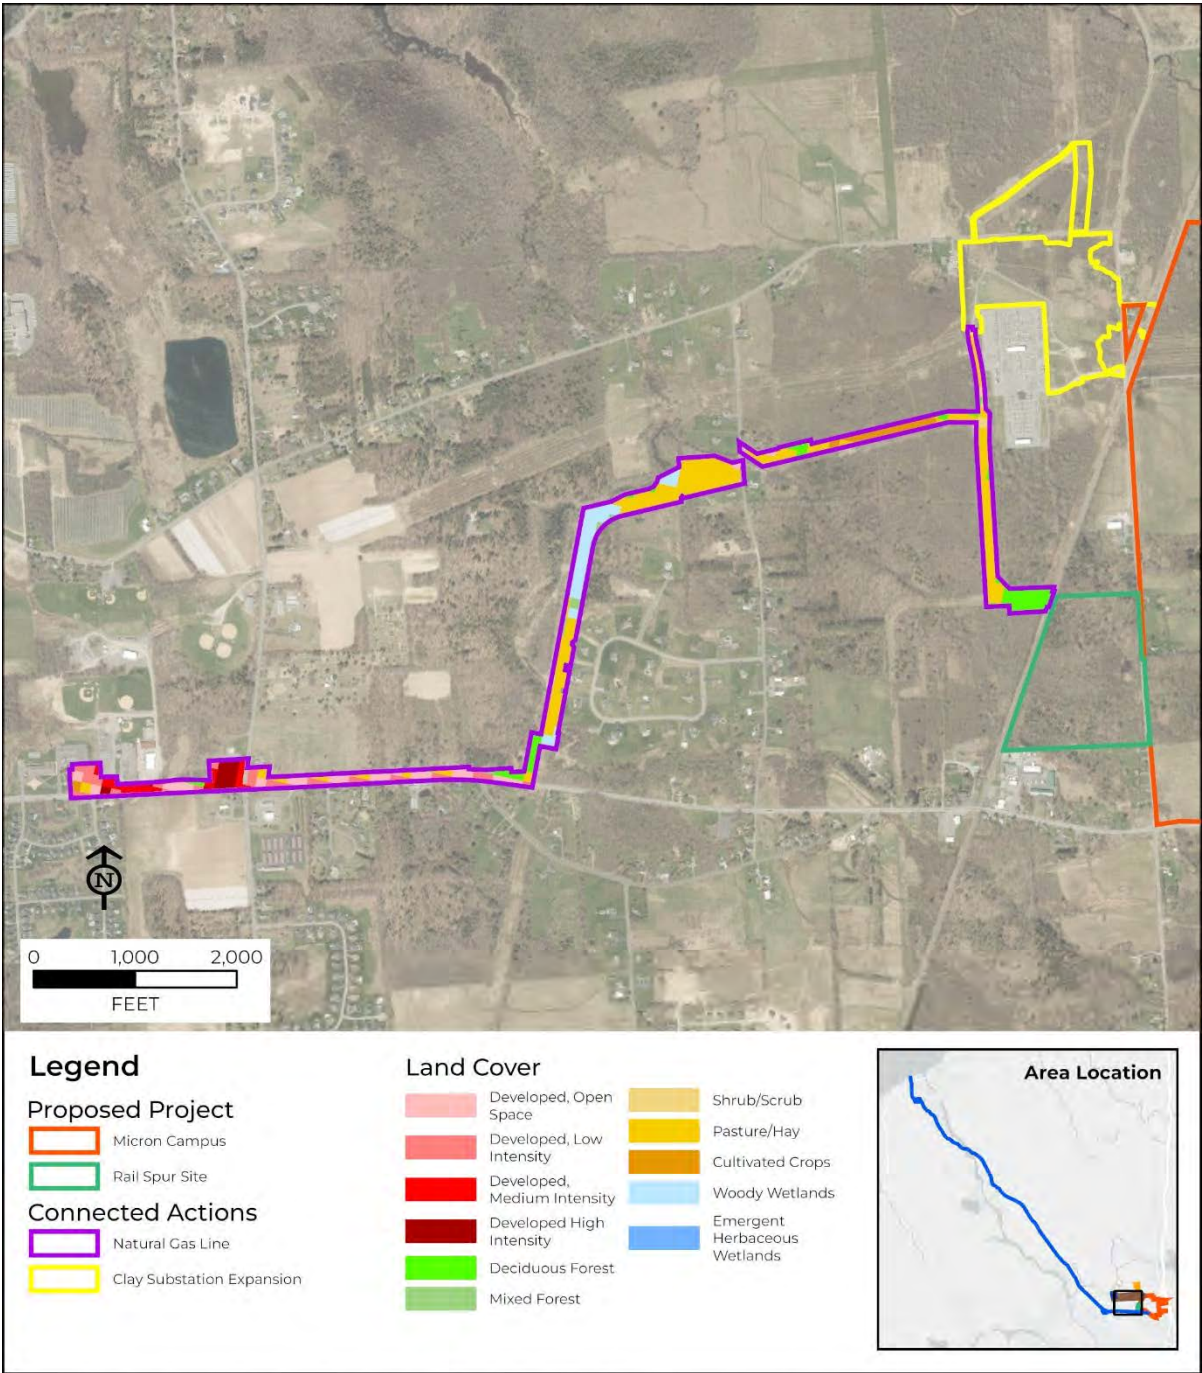 N
0 1,000 2,000
FEET
Legend
Proposed Project
Micron Campus
Rail Spur Site
Connected Actions
Natural Gas Line
Clay Substation Expansion
Land Cover
Developed, Open
Space
Developed, Low
Intensity
Developed,
Medium Intensity
Developed High
Intensity
Deciduous Forest
Mixed Forest
Shrub/Scrub
Pasture/Hay
Cultivated Crops
Woody Wetlands
Emergent
Herbaceous
Wetlands
Area Location